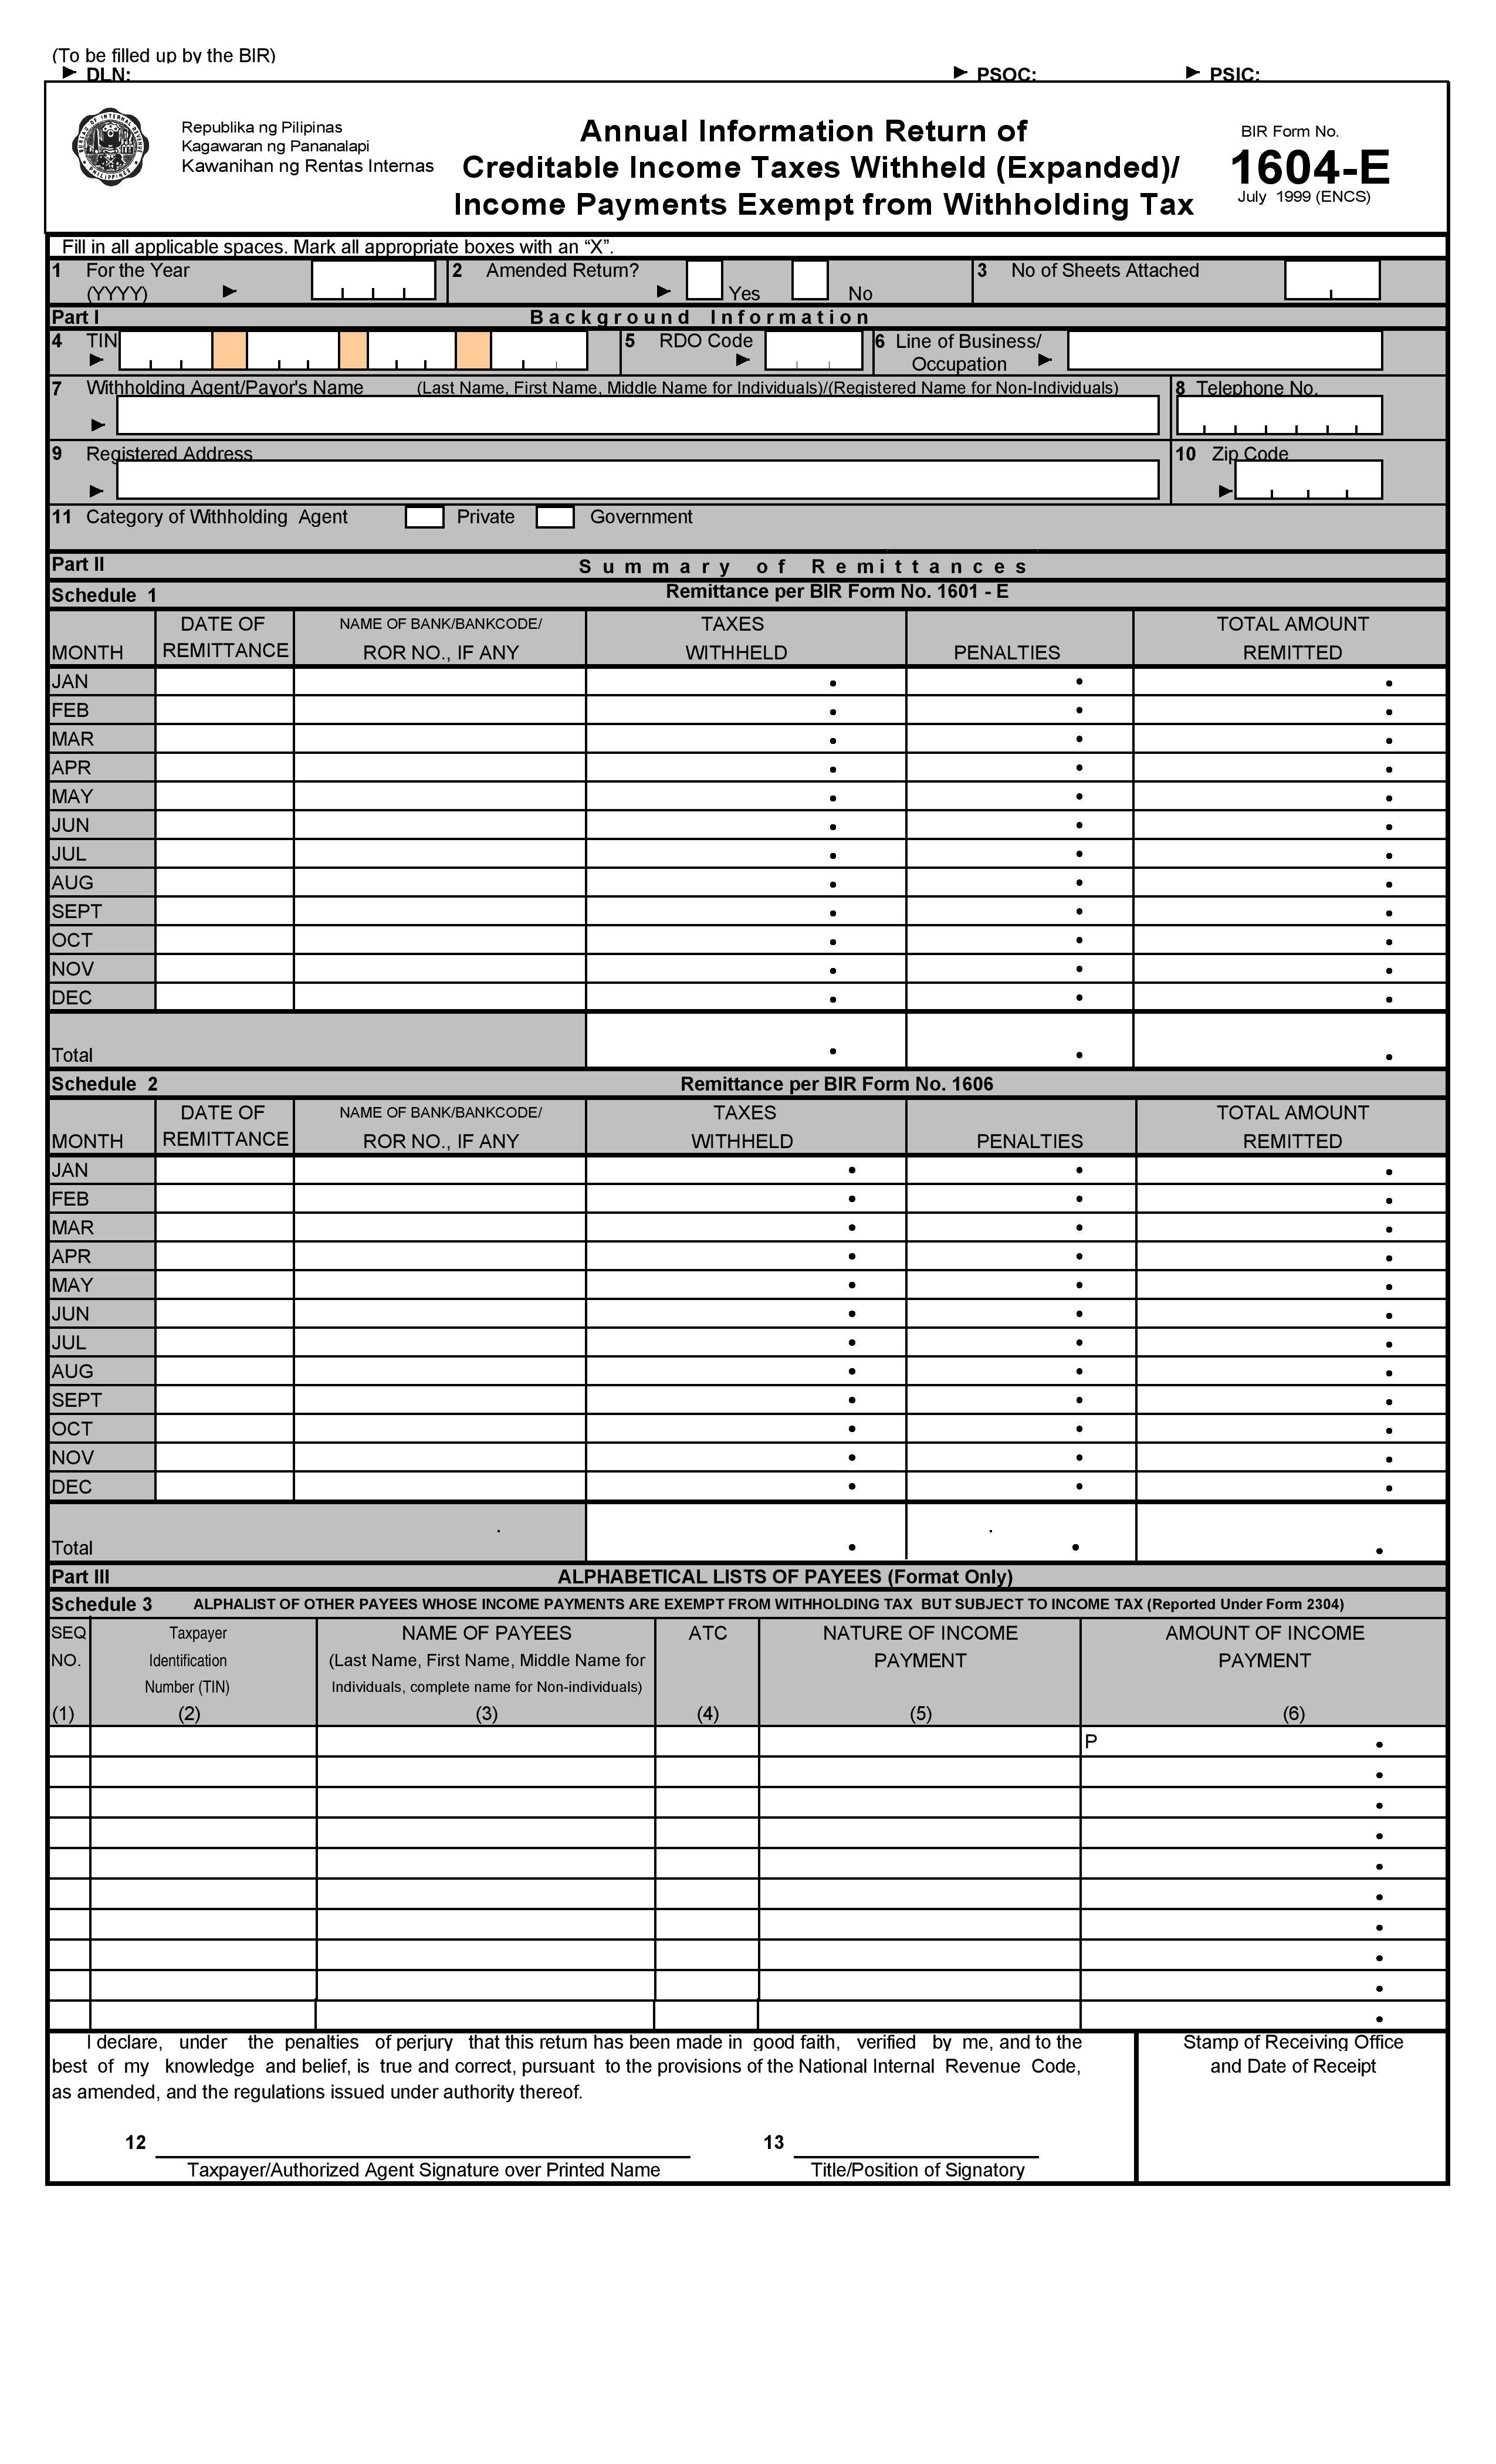 (To be filled up by the BIR)
DLN: PSOC: PSIC:
Republika ng Pilipinas
Kagawaran ng Pananalapi
Kawanihan ng Rentas Internas
Annual Information Return of
Creditable Income Taxes Withheld (Expanded)/
Income Payments Exempt from Withholding Tax
BIR Form No.
1604-E
July 1999 (ENCS)
Fill in all applicable spaces. Mark all appropriate boxes with an “X”.
1 For the Year
(YYYY)
2 Amended Return?
Yes No
3 No of Sheets Attached
Part I Background Information
4 TIN
5 RDO Code
6 Line of Business/
Occupation
7 Withholding Agent/Payor's Name (Last Name, First Name, Middle Name for Individuals)/(Registered Name for Non-Individuals)
8 Telephone No.
9 Registered Address
10 Zip Code
11 Category of Withholding Agent Private Government
Part II Summary of Remittances
Schedule 1 Remittance per BIR Form No. 1601 - E
MONTH
DATE OF
REMITTANCE
NAME OF BANK/BANKCODE/
ROR NO., IF ANY
TAXES
WITHHELD
PENALTIES
TOTAL AMOUNT
REMITTED
JAN
FEB
MAR
APR
MAY
JUN
JUL
AUG
SEPT
OCT
NOV
DEC
Total
Schedule 2 Remittance per BIR Form No. 1606
MONTH
DATE OF
REMITTANCE
NAME OF BANK/BANKCODE/
ROR NO., IF ANY
TAXES
WITHHELD
PENALTIES
TOTAL AMOUNT
REMITTED
JAN
FEB
MAR
APR
MAY
JUN
JUL
AUG
SEPT
OCT
NOV
DEC
Total
Part III ALPHABETICAL LISTS OF PAYEES (Format Only)
Schedule 3 ALPHALIST OF OTHER PAYEES WHOSE INCOME PAYMENTS ARE EXEMPT FROM WITHHOLDING TAX BUT SUBJECT TO INCOME TAX (Reported Under Form 2304)
SEQ
NO.
(1)
Taxpayer
Identification
Number (TIN)
(2)
NAME OF PAYEES
(Last Name, First Name, Middle Name for
Individuals, complete name for Non-individuals)
(3)
ATC
(4)
NATURE OF INCOME
PAYMENT
(5)
AMOUNT OF INCOME
PAYMENT
(6)
P
I declare, under the penalties of perjury that this return has been made in good faith, verified by me, and to the
best of my knowledge and belief, is true and correct, pursuant to the provisions of the National Internal Revenue Code,
as amended, and the regulations issued under authority thereof.
Stamp of Receiving Office
and Date of Receipt
12
Taxpayer/Authorized Agent Signature over Printed Name
13
Title/Position of Signatory